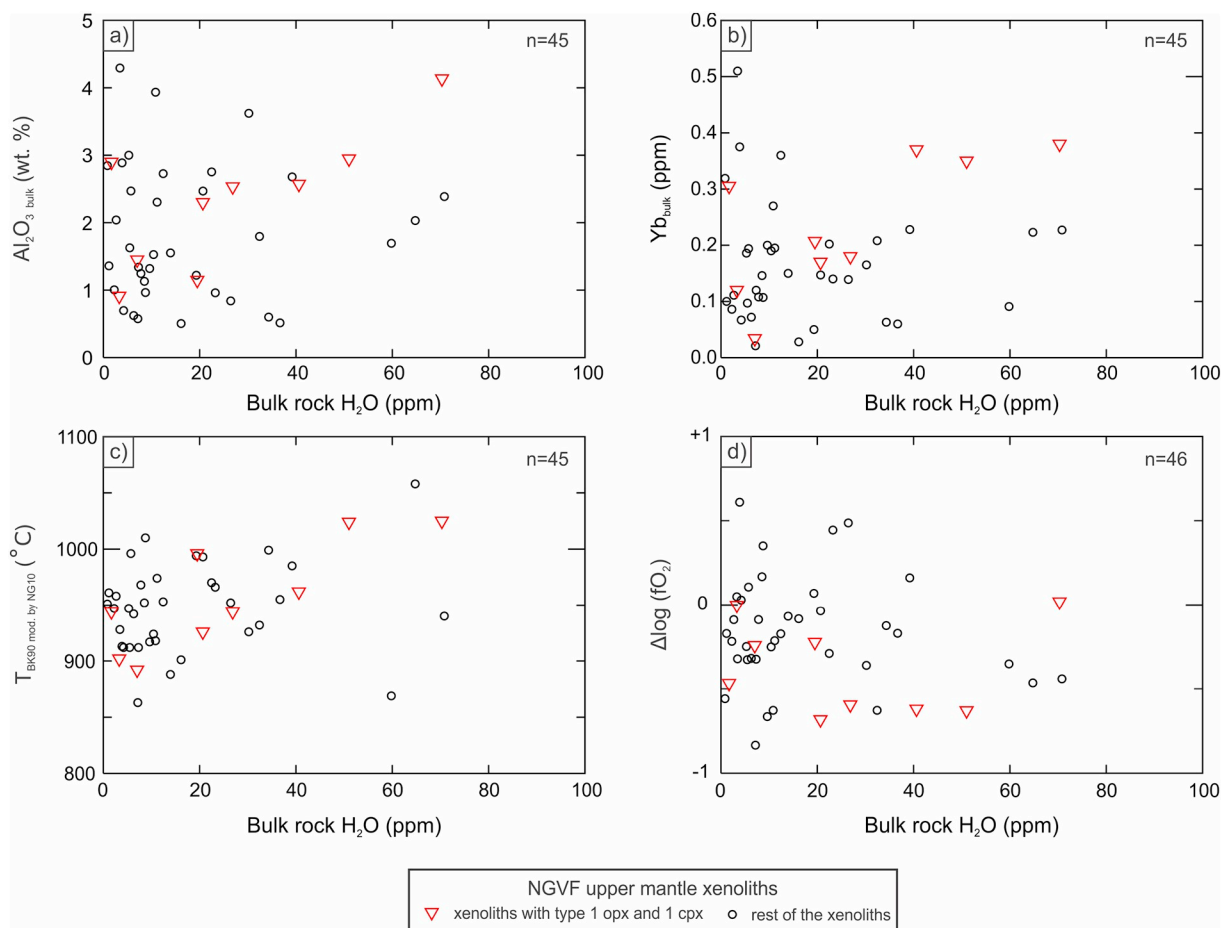 a)
n=45
5
4
3
2
1
0
Al₂O₃ bulk (wt. %)
0 20 40 60 80 100
Bulk rock H₂O (ppm)
b)
n=45
0.6
0.5
0.4
0.3
0.2
0.1
0.0
Yb bulk (ppm)
0 20 40 60 80 100
Bulk rock H₂O (ppm)
c)
n=45
1100
1000
900
800
T BK90 mod. by NG10 (°C)
0 20 40 60 80 100
Bulk rock H₂O (ppm)
d)
n=46
+1
0
-1
Δlog (fO₂)
0 20 40 60 80 100
Bulk rock H₂O (ppm)
NGVF upper mantle xenoliths
xenoliths with type 1 opx and 1 cpx
rest of the xenoliths